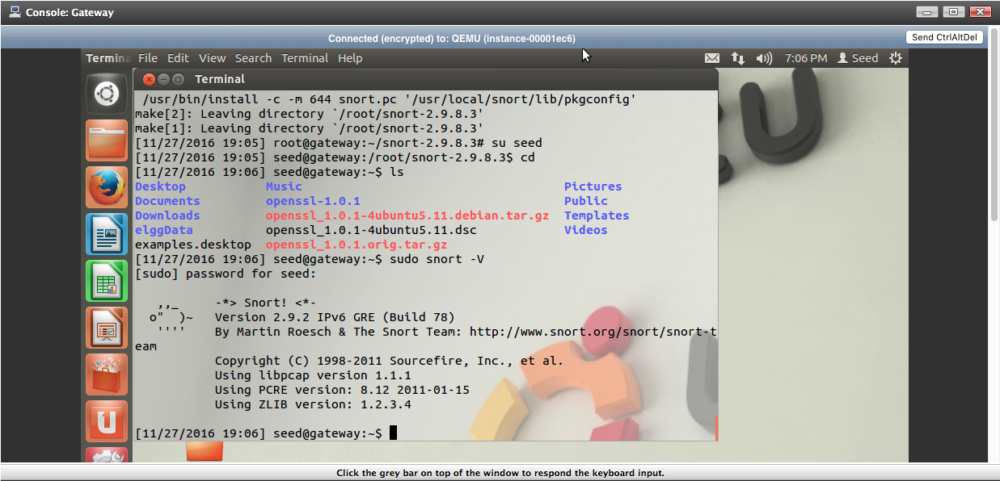 Console: Gateway
Connected (encrypted) to: QEMU (instance-00001ec6)
Send CtrlAltDel
Termina File Edit View Search Terminal Help 7:06 PM Seed
Terminal
/usr/bin/install -c -m 644 snort.pc '/usr/local/snort/lib/pkgconfig'
make[2]: Leaving directory `/root/snort-2.9.8.3'
make[1]: Leaving directory `/root/snort-2.9.8.3'
[11/27/2016 19:05] root@gateway:~/snort-2.9.8.3# su seed
[11/27/2016 19:05] seed@gateway:/root/snort-2.9.8.3$ cd
[11/27/2016 19:06] seed@gateway:~$ ls
Desktop Music Pictures
Documents openssl-1.0.1 Public
Downloads openssl_1.0.1-4ubuntu5.11.debian.tar.gz Templates
elggData openssl_1.0.1-4ubuntu5.11.dsc Videos
examples.desktop openssl_1.0.1.orig.tar.gz
[11/27/2016 19:06] seed@gateway:~$ sudo snort -V
[sudo] password for seed:
,,_ -*> Snort! <*-
o" )~ Version 2.9.2 IPv6 GRE (Build 78)
'''' By Martin Roesch & The Snort Team: http://www.snort.org/snort/snort-t
eam
Copyright (C) 1998-2011 Sourcefire, Inc., et al.
Using libpcap version 1.1.1
Using PCRE version: 8.12 2011-01-15
Using ZLIB version: 1.2.3.4
[11/27/2016 19:06] seed@gateway:~$
Click the grey bar on top of the window to respond the keyboard input.